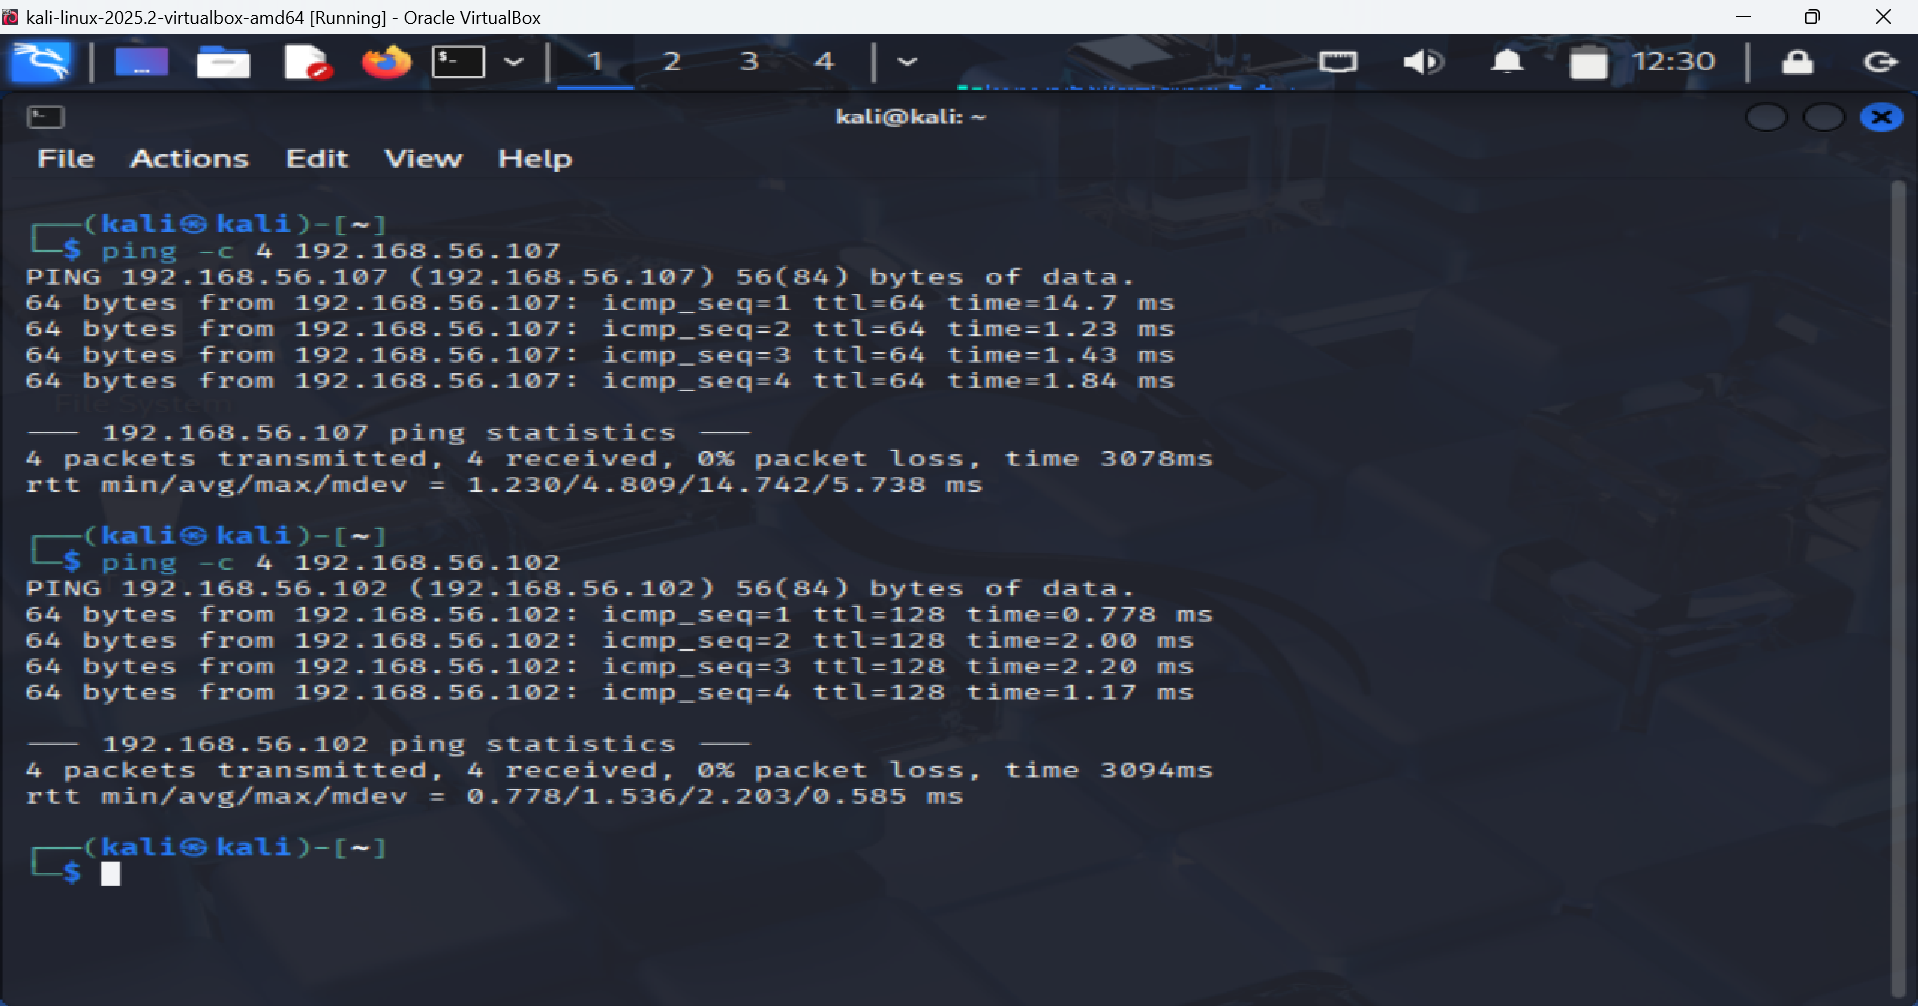 kali-linux-2025.2-virtualbox-amd64 [Running] - Oracle VirtualBox
1 2 3 4 12:30
kali@kali: ~
File Actions Edit View Help
┌──(kali㉿kali)-[~]
└─$ ping -c 4 192.168.56.107
PING 192.168.56.107 (192.168.56.107) 56(84) bytes of data.
64 bytes from 192.168.56.107: icmp_seq=1 ttl=64 time=14.7 ms
64 bytes from 192.168.56.107: icmp_seq=2 ttl=64 time=1.23 ms
64 bytes from 192.168.56.107: icmp_seq=3 ttl=64 time=1.43 ms
64 bytes from 192.168.56.107: icmp_seq=4 ttl=64 time=1.84 ms
File System
--- 192.168.56.107 ping statistics ---
4 packets transmitted, 4 received, 0% packet loss, time 3078ms
rtt min/avg/max/mdev = 1.230/4.809/14.742/5.738 ms
┌──(kali㉿kali)-[~]
└─$ ping -c 4 192.168.56.102
PING 192.168.56.102 (192.168.56.102) 56(84) bytes of data.
64 bytes from 192.168.56.102: icmp_seq=1 ttl=128 time=0.778 ms
64 bytes from 192.168.56.102: icmp_seq=2 ttl=128 time=2.00 ms
64 bytes from 192.168.56.102: icmp_seq=3 ttl=128 time=2.20 ms
64 bytes from 192.168.56.102: icmp_seq=4 ttl=128 time=1.17 ms
--- 192.168.56.102 ping statistics ---
4 packets transmitted, 4 received, 0% packet loss, time 3094ms
rtt min/avg/max/mdev = 0.778/1.536/2.203/0.585 ms
┌──(kali㉿kali)-[~]
└─$